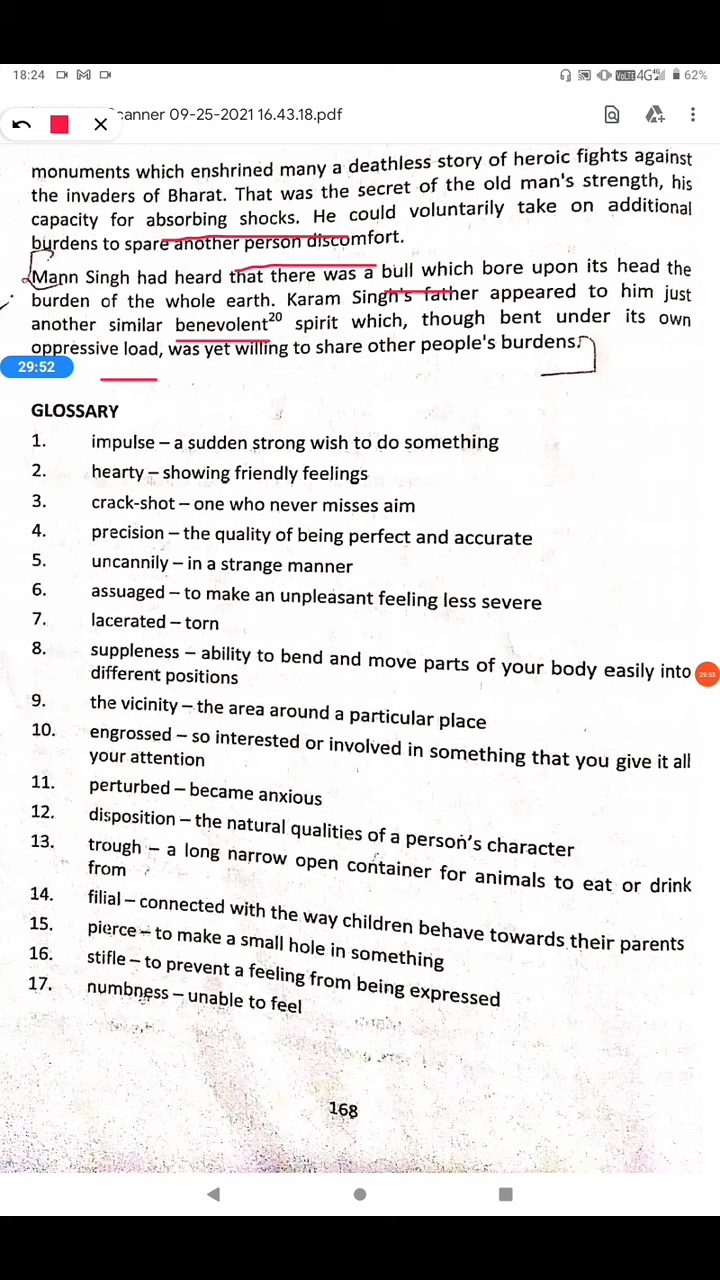 18:24
VoLTE 4G 62%
canner 09-25-2021 16.43.18.pdf
monuments which enshrined many a deathless story of heroic fights against
the invaders of Bharat. That was the secret of the old man's strength, his
capacity for absorbing shocks. He could voluntarily take on additional
burdens to spare another person discomfort.
Mann Singh had heard that there was a bull which bore upon its head the
burden of the whole earth. Karam Singh's father appeared to him just
another similar benevolent²⁰ spirit which, though bent under its own
oppressive load, was yet willing to share other people's burdens.
29:52
GLOSSARY
1. impulse – a sudden strong wish to do something
2. hearty – showing friendly feelings
3. crack-shot – one who never misses aim
4. precision – the quality of being perfect and accurate
5. uncannily – in a strange manner
6. assuaged – to make an unpleasant feeling less severe
7. lacerated – torn
8. suppleness – ability to bend and move parts of your body easily into
29:53
different positions
9. the vicinity – the area around a particular place
10. engrossed – so interested or involved in something that you give it all
your attention
11. perturbed – became anxious
12. disposition – the natural qualities of a person's character
13. trough – a long narrow open container for animals to eat or drink
from
14. filial – connected with the way children behave towards their parents
15. pierce – to make a small hole in something
16. stifle – to prevent a feeling from being expressed
17. numbness – unable to feel
168